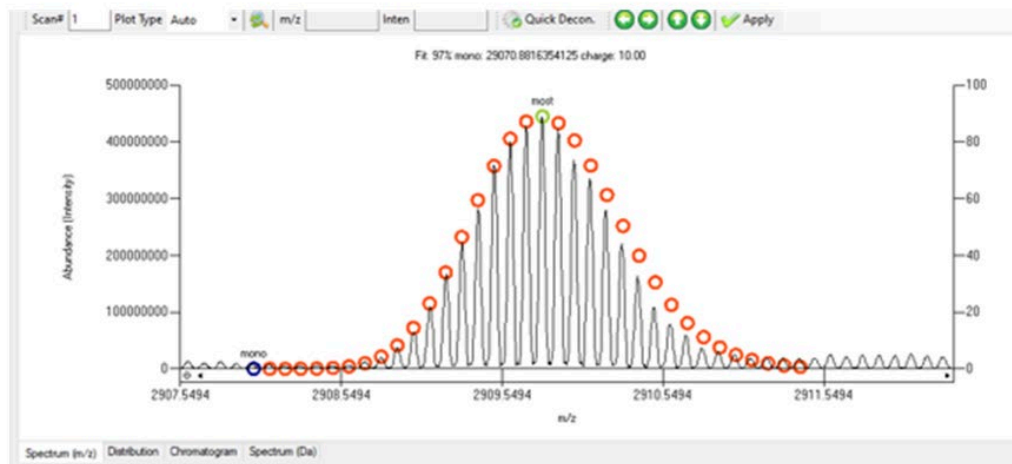 Scan# 1 Plot Type Auto m/z Inten Quick Decon. Apply
Fit: 97% mono: 29070.8816354125 charge: 10.00
500000000
400000000
300000000
200000000
100000000
0
100
80
60
40
20
0
Abundance (Intensity)
most
mono
2907.5494 2908.5494 2909.5494 2910.5494 2911.5494
m/z
Spectrum (m/z) Distribution Chromatogram Spectrum (Da)